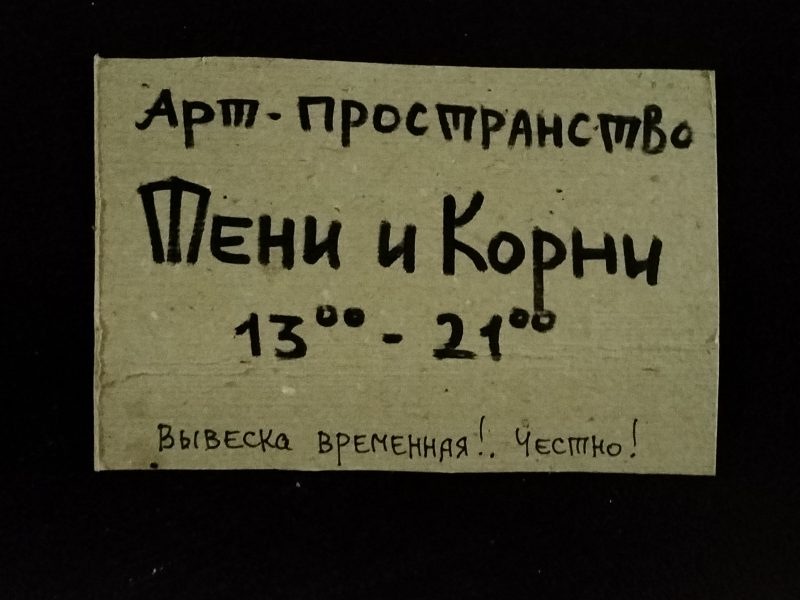 Арт-пространство
Тени и Корни
13⁰⁰ - 21⁰⁰
Вывеска временная!. Честно!